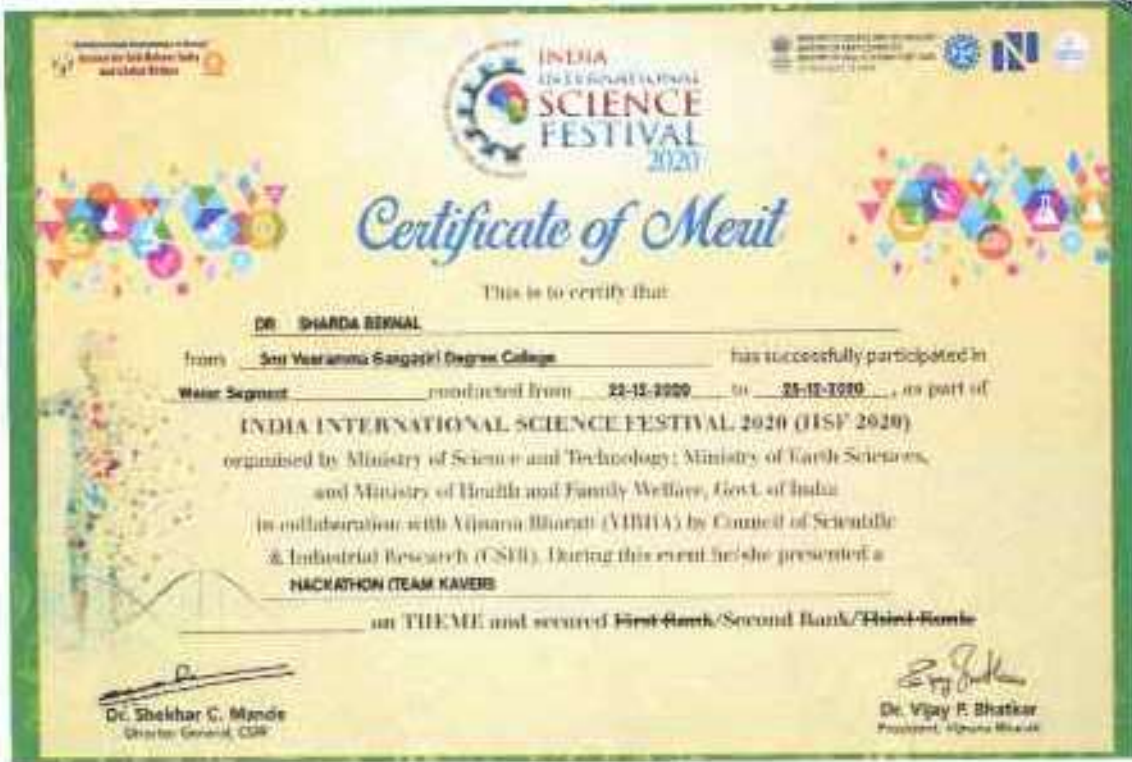 and Global Welfare
INDIA
INTERNATIONAL
SCIENCE
FESTIVAL
2020
Certificate of Merit
This is to certify that
DR SHARDA BEKNAL
from Smt Veeramma Gangasiri Degree College has successfully participated in
Water Segment conducted from 22-12-2020 to 25-12-2020, as part of
INDIA INTERNATIONAL SCIENCE FESTIVAL 2020 (IISF 2020)
organised by Ministry of Science and Technology; Ministry of Earth Sciences,
and Ministry of Health and Family Welfare, Govt. of India
in collaboration with Vijnana Bharati (VIBHA) by Council of Scientific
& Industrial Research (CSIR). During this event he/she presented a
HACKATHON (TEAM KAVERI)
on THEME and secured First Rank/Second Rank/Third Rank
Dr. Shekhar C. Mande
Director General, CSIR
Dr. Vijay P. Bhatkar
President, Vijnana Bharati